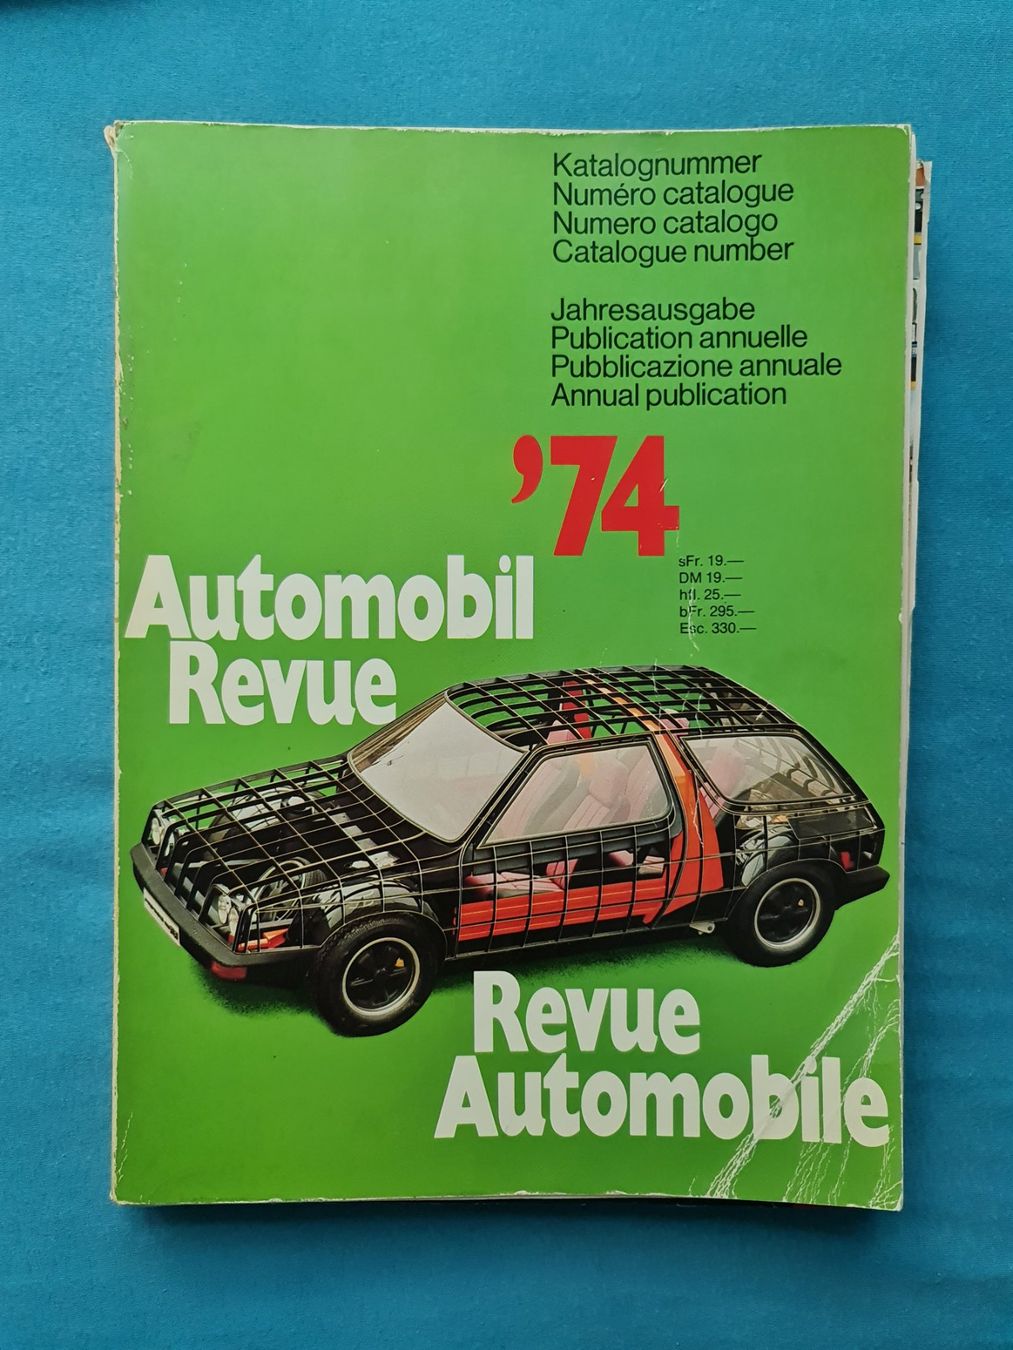 Katalognummer
Numéro catalogue
Numero catalogo
Catalogue number
Jahresausgabe
Publication annuelle
Pubblicazione annuale
Annual publication
'74
sFr. 19.—
DM 19.—
hfl. 25.—
bFr. 295.—
Esc. 330.—
Automobil
Revue
Revue
Automobile